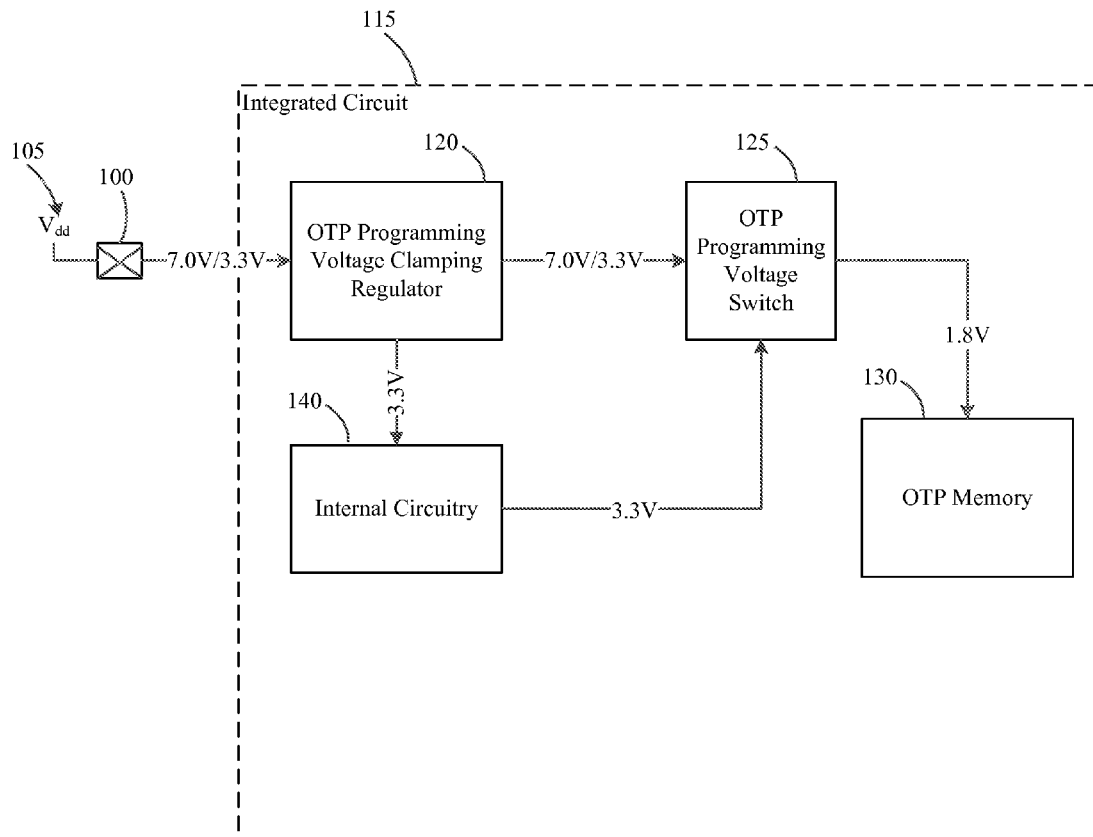 115
Integrated Circuit
105
V_dd
100
120
125
7.0V/3.3V
OTP Programming
Voltage Clamping
Regulator
7.0V/3.3V
OTP
Programming
Voltage
Switch
3.3V
1.8V
140
130
Internal Circuitry
3.3V
OTP Memory